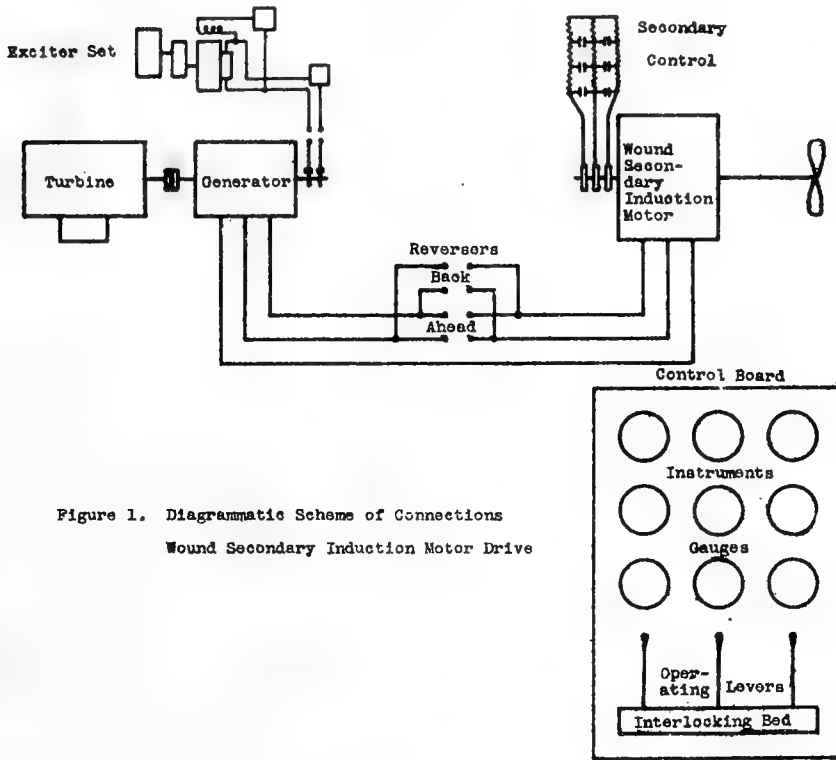 Exciter Set
Secondary
Control
Turbine
Generator
Wound
Secon-
dary
Induction
Motor
Reversors
Back
Ahead
Control Board
Instruments
Gauges
Oper-
ating
Levers
Interlocking Bed
Figure 1. Diagrammatic Scheme of Connections
Wound Secondary Induction Motor Drive